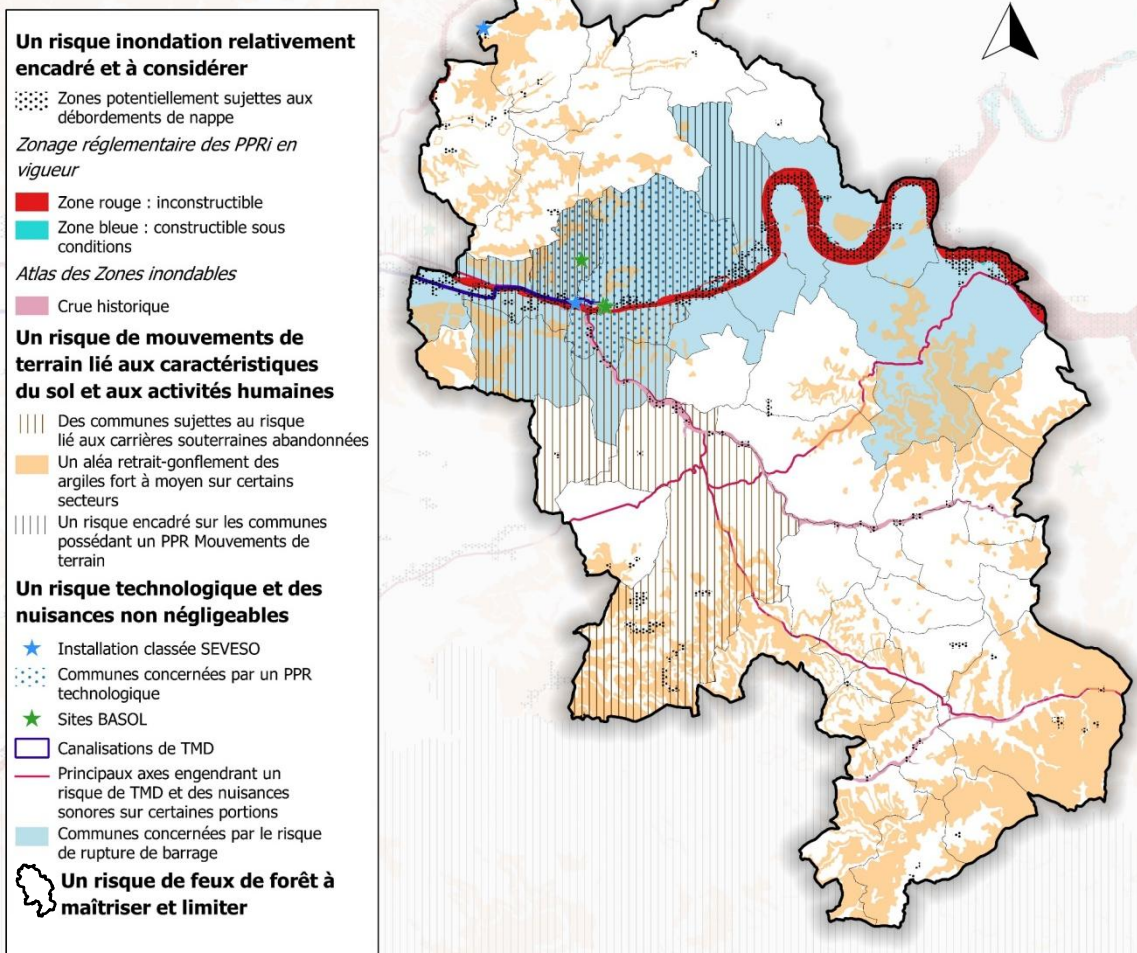 Un risque inondation relativement
encadré et à considérer
Zones potentiellement sujettes aux
débordements de nappe
Zonage réglementaire des PPRi en
vigueur
Zone rouge : inconstructible
Zone bleue : constructible sous
conditions
Atlas des Zones inondables
Crue historique
Un risque de mouvements de
terrain lié aux caractéristiques
du sol et aux activités humaines
Des communes sujettes au risque
lié aux carrières souterraines abandonnées
Un aléa retrait-gonflement des
argiles fort à moyen sur certains
secteurs
Un risque encadré sur les communes
possédant un PPR Mouvements de
terrain
Un risque technologique et des
nuisances non négligeables
Installation classée SEVESO
Communes concernées par un PPR
technologique
Sites BASOL
Canalisations de TMD
Principaux axes engendrant un
risque de TMD et des nuisances
sonores sur certaines portions
Communes concernées par le risque
de rupture de barrage
Un risque de feux de forêt à
maîtriser et limiter